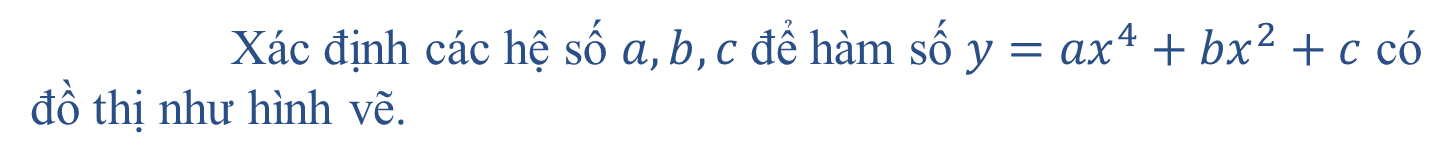 Xác định các hệ số 𝑎, 𝑏, 𝑐 để hàm số 𝑦 = 𝑎𝑥⁴ + 𝑏𝑥² + 𝑐 có
đồ thị như hình vẽ.